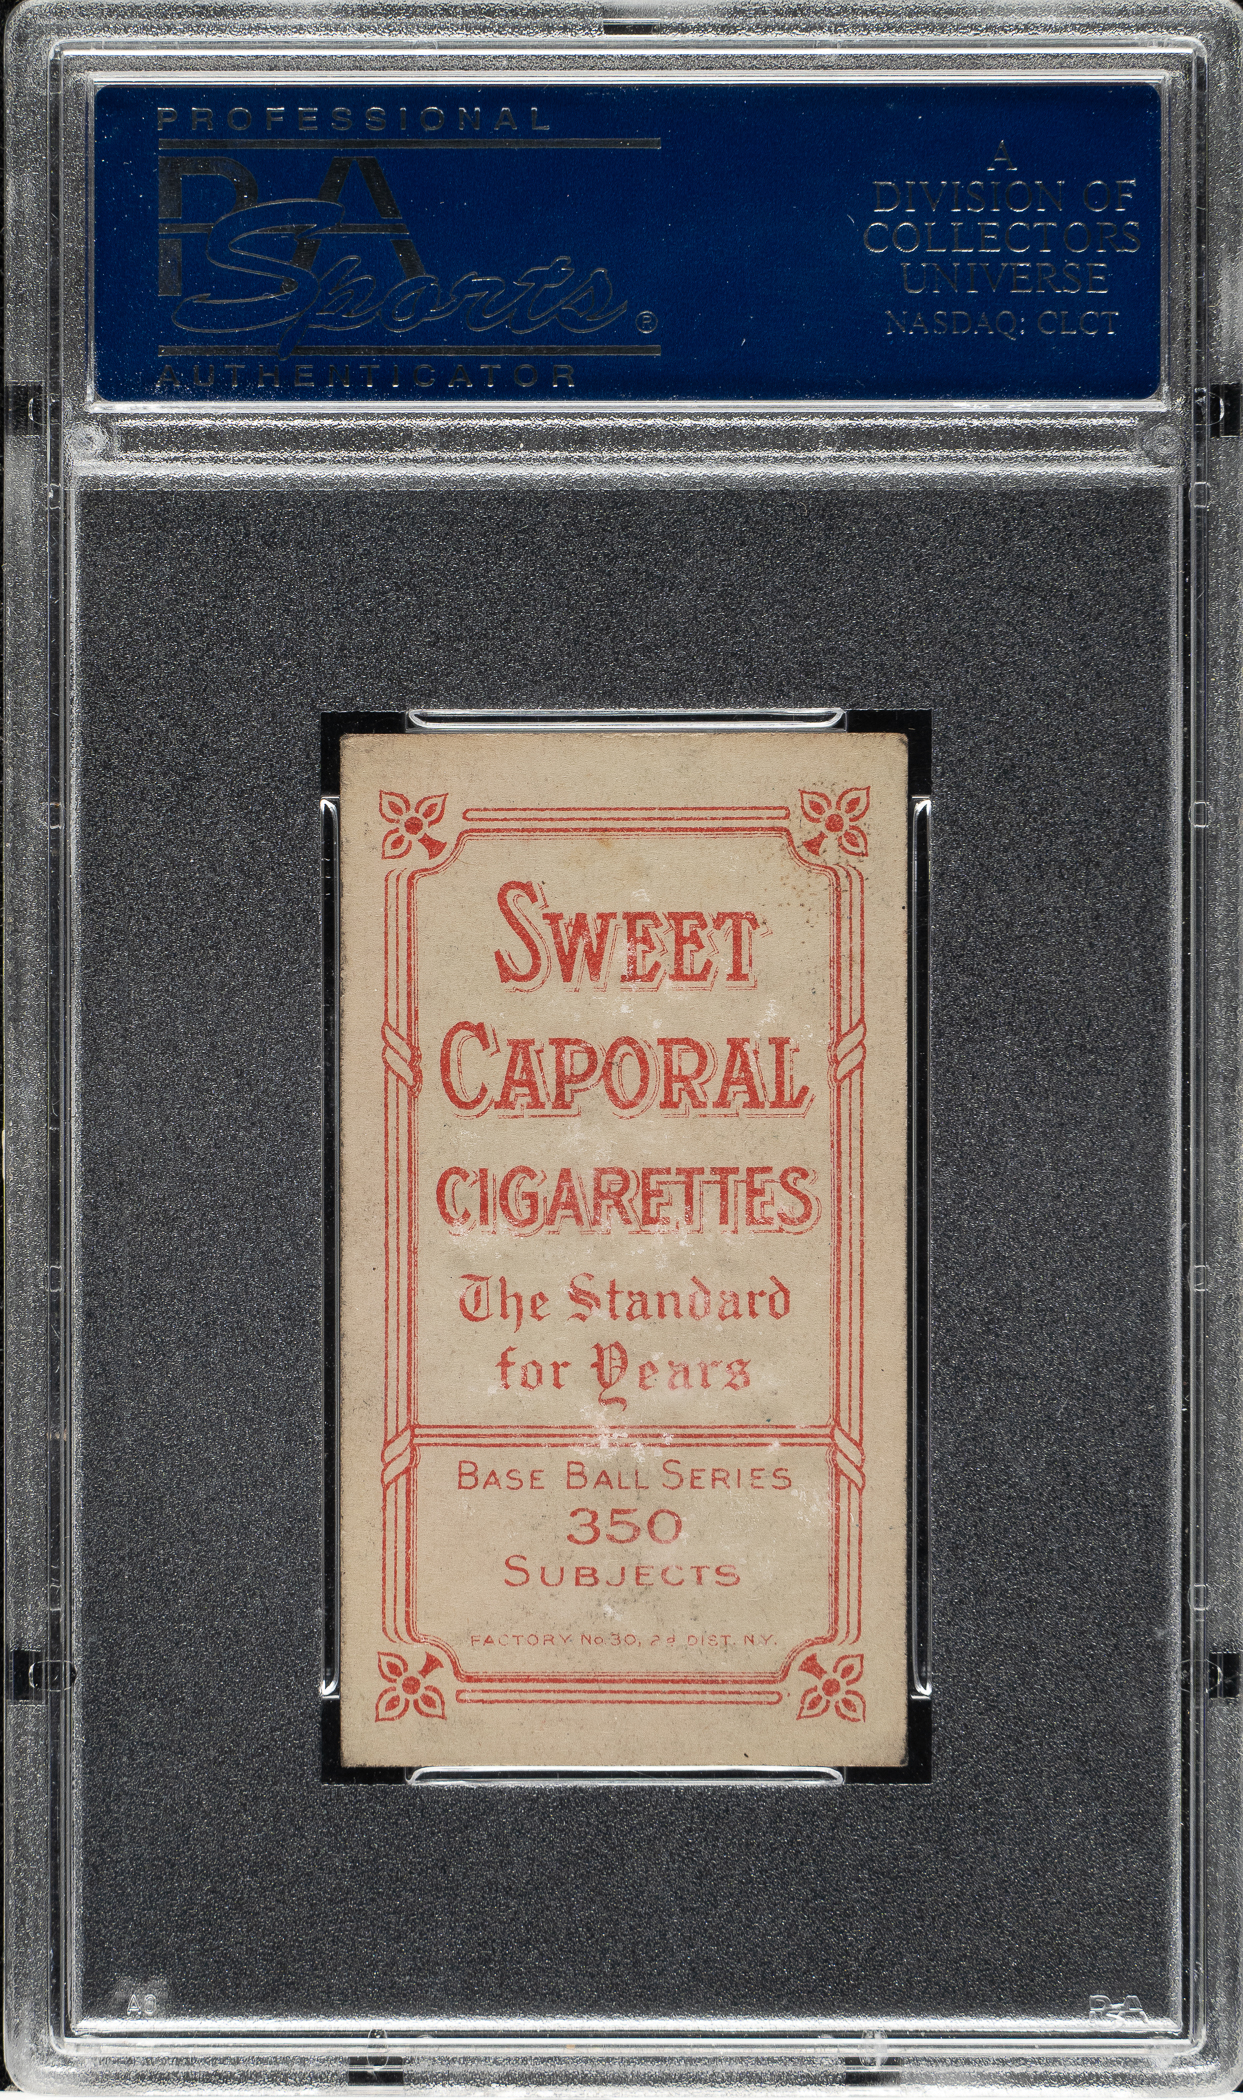 PROFESSIONAL
PSA
Sports®
AUTHENTICATOR
A
DIVISION OF
COLLECTORS
UNIVERSE
NASDAQ: CLCT
SWEET
CAPORAL
CIGARETTES
The Standard
for Years
BASE BALL SERIES
350
SUBJECTS
FACTORY No 30, 2d DIST. N.Y.
PSA